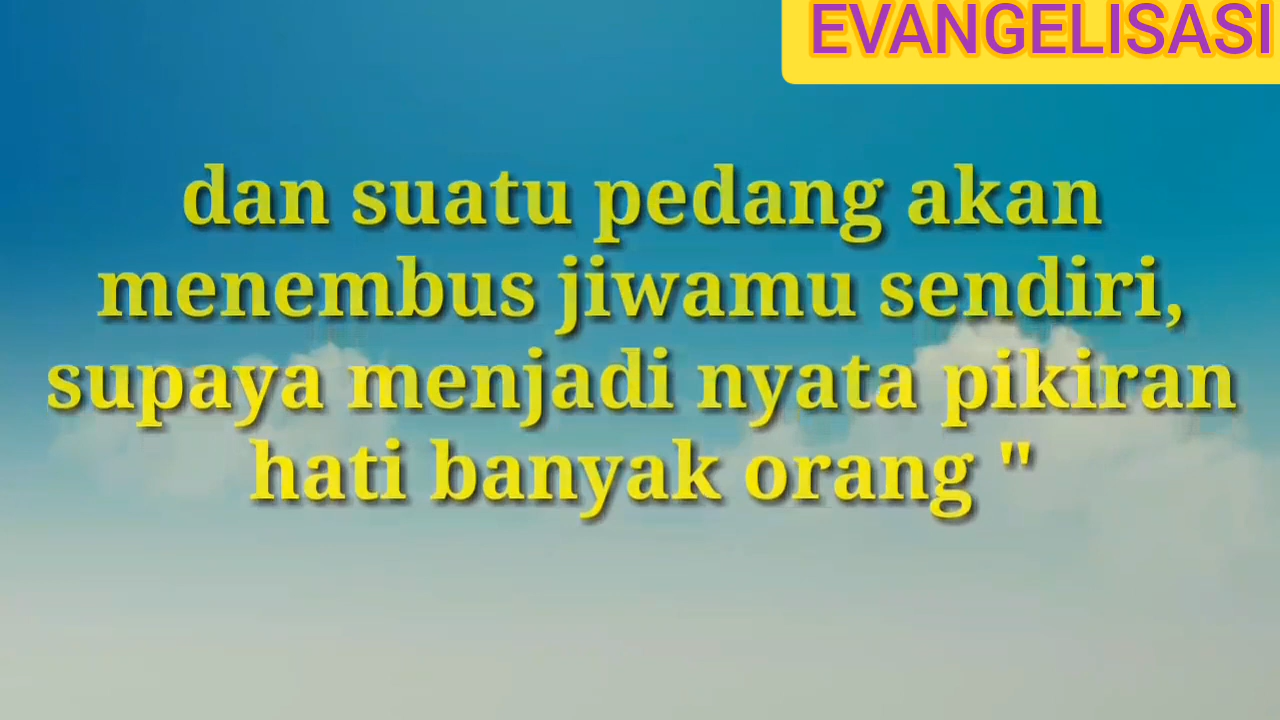 EVANGELISASI
dan suatu pedang akan
menembus jiwamu sendiri,
supaya menjadi nyata pikiran
hati banyak orang "